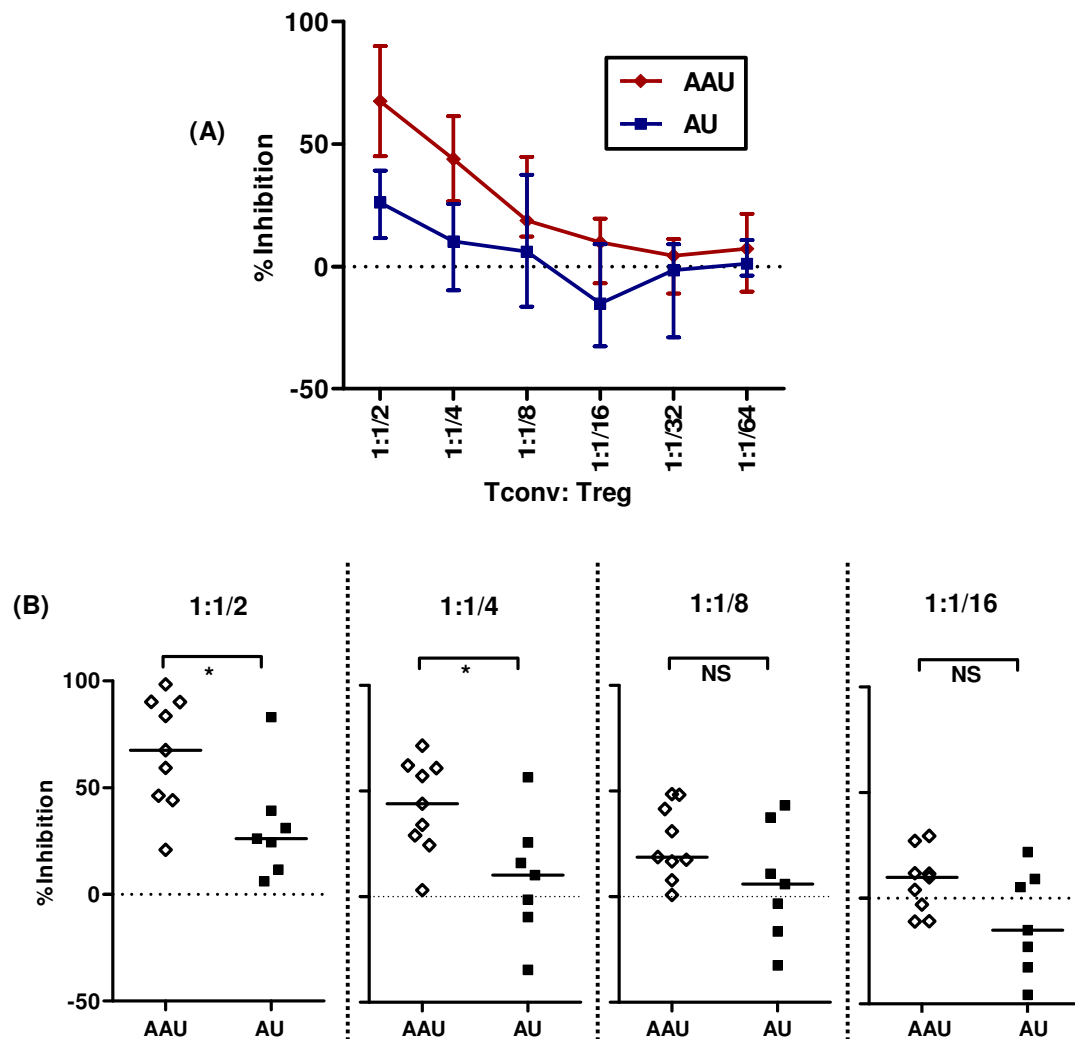 100
50
0
-50
% Inhibition
(A)
AAU
AU
1:1/2
1:1/4
1:1/8
1:1/16
1:1/32
1:1/64
Tconv: Treg
(B)
1:1/2
1:1/4
1:1/8
1:1/16
*
*
NS
NS
100
50
0
-50
% Inhibition
AAU AU
AAU AU
AAU AU
AAU AU